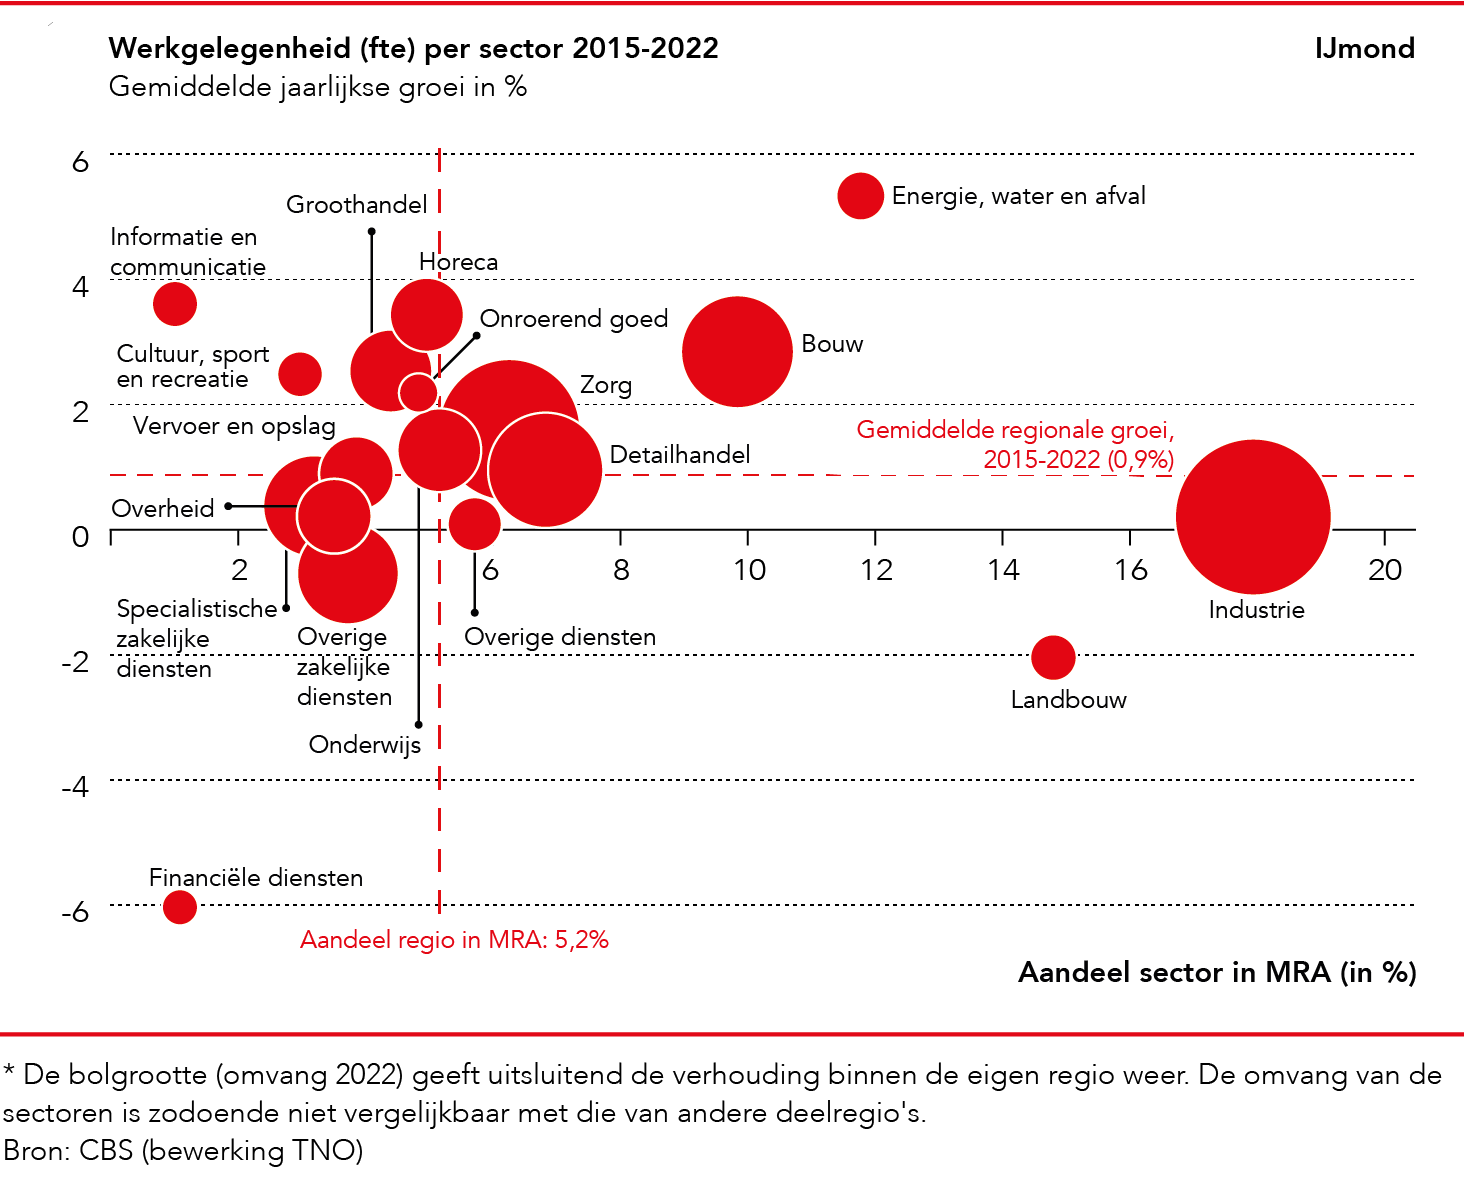 Werkgelegenheid (fte) per sector 2015-2022
IJmond
Gemiddelde jaarlijkse groei in %
6
Energie, water en afval
Groothandel
Informatie en
communicatie
Horeca
4
Onroerend goed
Cultuur, sport
en recreatie
Bouw
Zorg
2
Vervoer en opslag
Gemiddelde regionale groei,
2015-2022 (0,9%)
Detailhandel
Overheid
0
2
6
8
10
12
14
16
20
Specialistische
zakelijke
diensten
Overige
zakelijke
diensten
Overige diensten
Industrie
-2
Landbouw
Onderwijs
-4
Financiële diensten
-6
Aandeel regio in MRA: 5,2%
Aandeel sector in MRA (in %)
* De bolgrootte (omvang 2022) geeft uitsluitend de verhouding binnen de eigen regio weer. De omvang van de
sectoren is zodoende niet vergelijkbaar met die van andere deelregio's.
Bron: CBS (bewerking TNO)